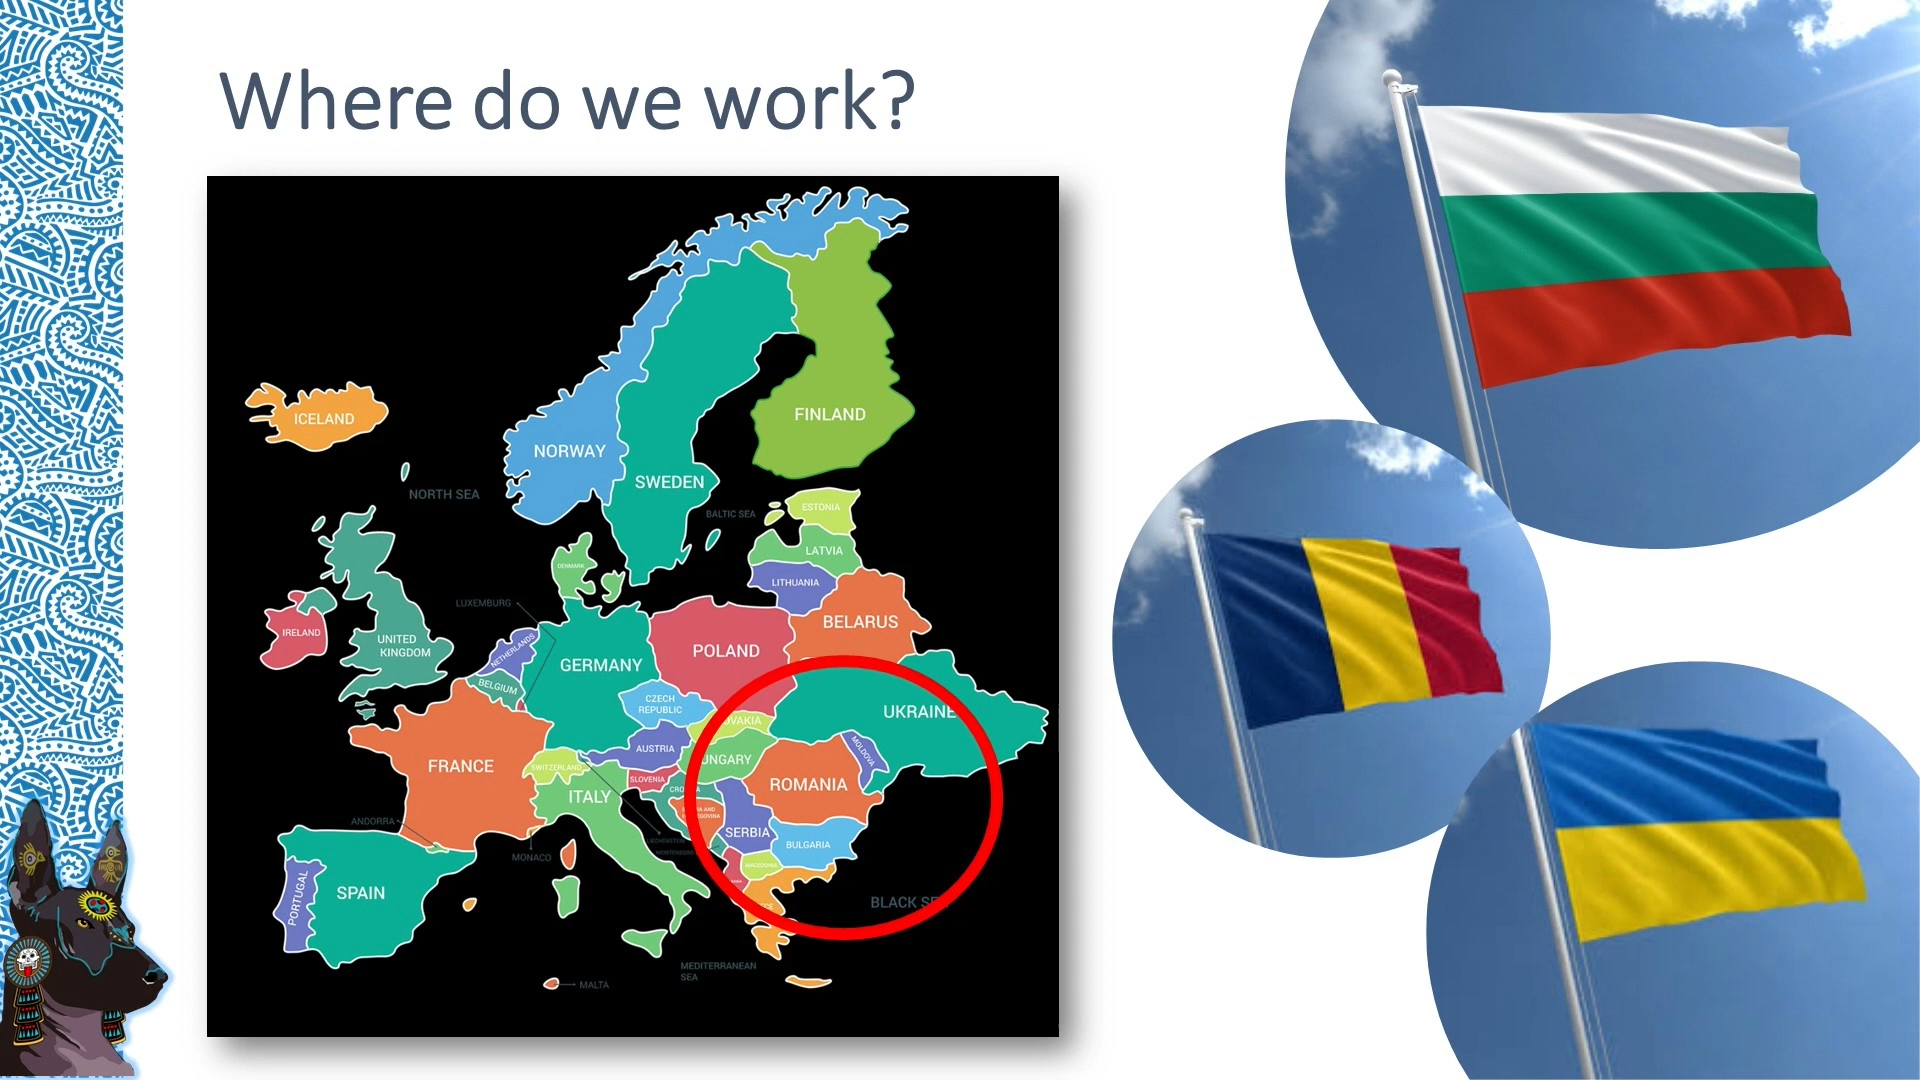 Where do we work?
ICELAND
NORWAY
SWEDEN
FINLAND
NORTH SEA
BALTIC SEA
ESTONIA
LATVIA
LITHUANIA
DENMARK
LUXEMBURG
BELARUS
IRELAND
UNITED
KINGDOM
NETHERLANDS
BELGIUM
GERMANY
POLAND
CZECH
REPUBLIC
UKRAINE
OVAKIA
AUSTRIA
MOLDOVA
FRANCE
SWITZERLAND
UNGARY
SLOVENIA
ROMANIA
ITALY
SERBIA
BULGARIA
ANDORRA
MONACO
MACEDONIA
PORTUGAL
SPAIN
BLACK SE
MEDITERRANEAN
SEA
MALTA